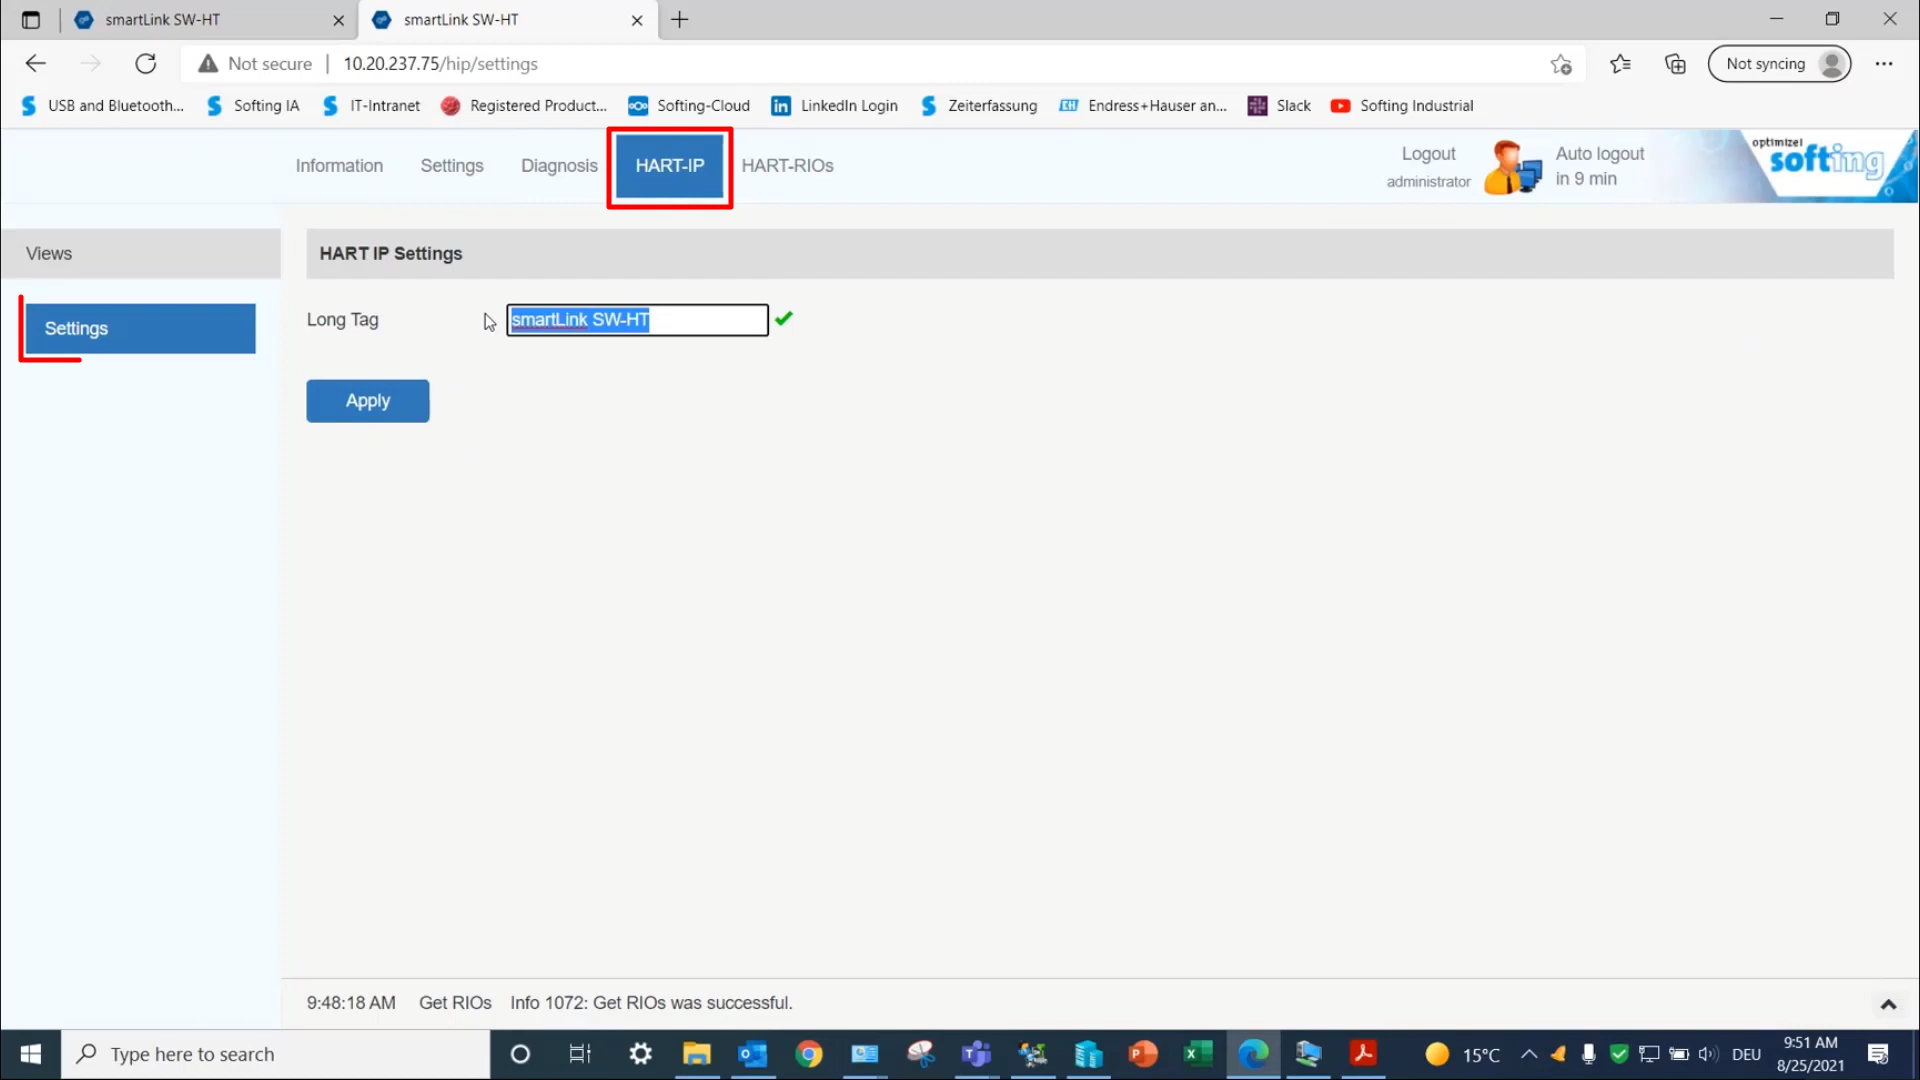 smartLink SW-HT
smartLink SW-HT
Not secure | 10.20.237.75/hip/settings
Not syncing
USB and Bluetooth...
Softing IA
IT-Intranet
Registered Product...
Softing-Cloud
LinkedIn Login
Zeiterfassung
Endress+Hauser an...
Slack
Softing Industrial
Information
Settings
Diagnosis
HART-IP
HART-RIOs
Logout
administrator
Auto logout
in 9 min
optimize!
softing
Views
HART IP Settings
Settings
Long Tag
smartLink SW-HT
Apply
9:48:18 AM Get RIOs Info 1072: Get RIOs was successful.
Type here to search
15°C
DEU
9:51 AM
8/25/2021